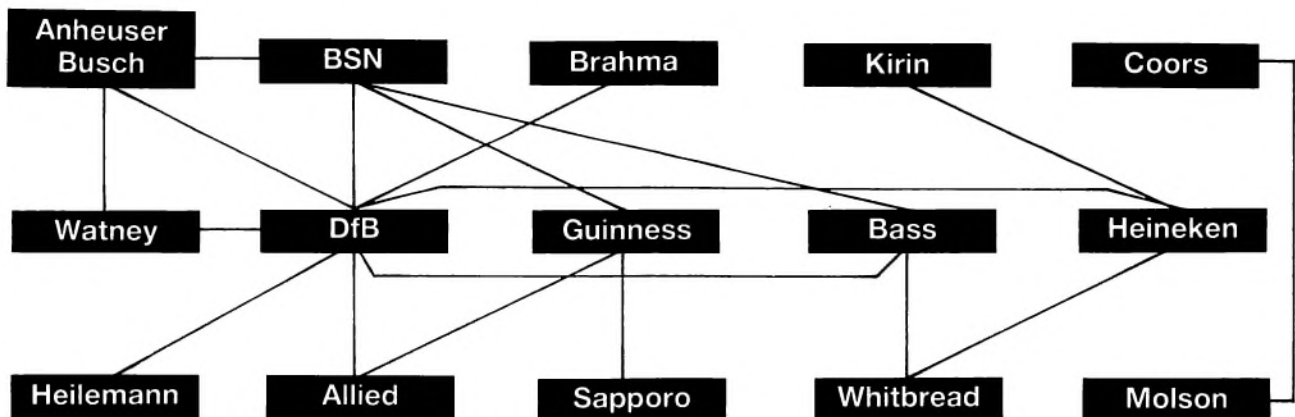 Anheuser
Busch
BSN
Brahma
Kirin
Coors
Watney
DfB
Guinness
Bass
Heineken
Heilemann
Allied
Sapporo
Whitbread
Molson